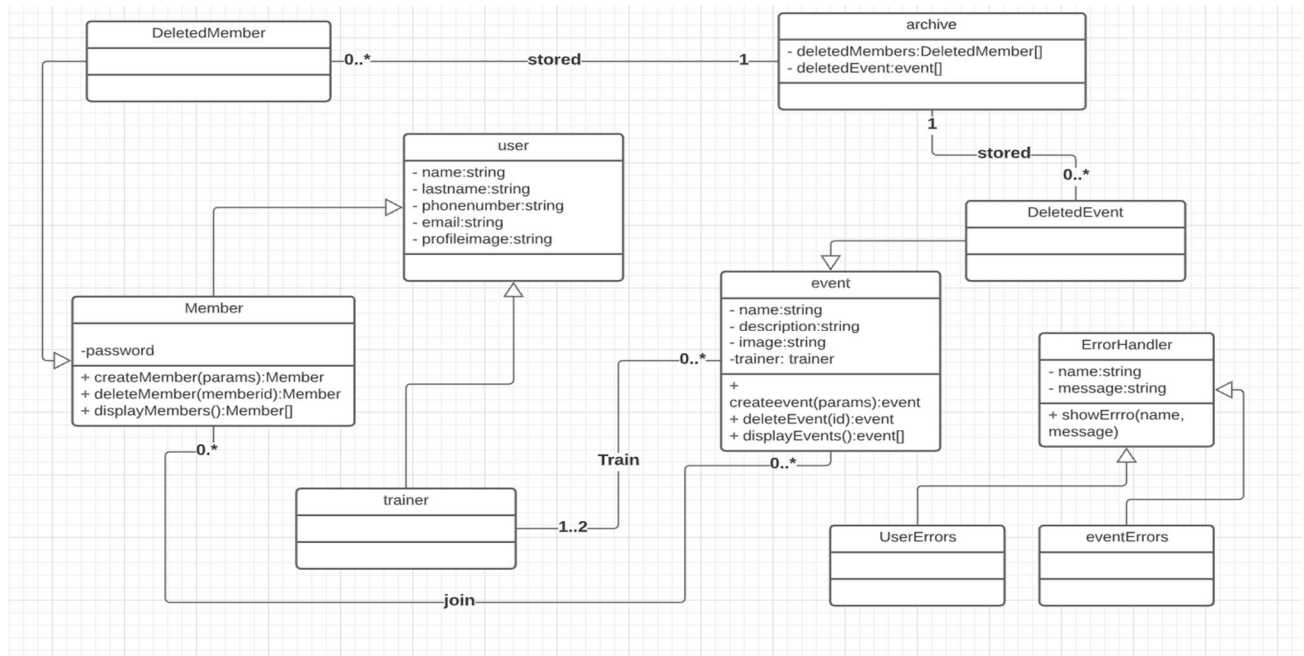 DeletedMember
0..*
stored
1
archive
- deletedMembers:DeletedMember[]
- deletedEvent:event[]
1
stored
0..*
DeletedEvent
user
- name:string
- lastname:string
- phonenumber:string
- email:string
- profileimage:string
Member
-password
+ createMember(params):Member
+ deleteMember(memberid):Member
+ displayMembers():Member[]
0.*
event
- name:string
- description:string
- image:string
-trainer: trainer
+
createevent(params):event
+ deleteEvent(id):event
+ displayEvents():event[]
0..*
0..*
Train
1..2
trainer
join
ErrorHandler
- name:string
- message:string
+ showErrro(name,
message)
UserErrors
eventErrors